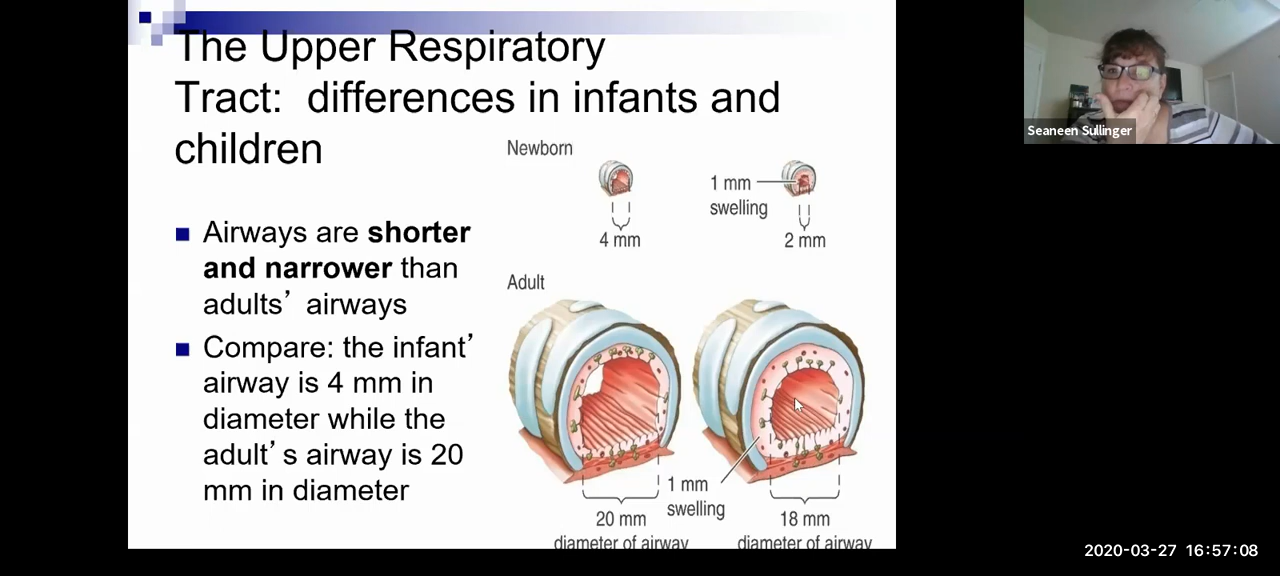 The Upper Respiratory
Tract: differences in infants and
children
Airways are shorter
and narrower than
adults’ airways
Compare: the infant’
airway is 4 mm in
diameter while the
adult’ s airway is 20
mm in diameter
Newborn
4 mm
1 mm
swelling
2 mm
Adult
20 mm
diameter of airway
1 mm
swelling
18 mm
diameter of airway
Seaneen Sullinger
2020-03-27 16:57:08